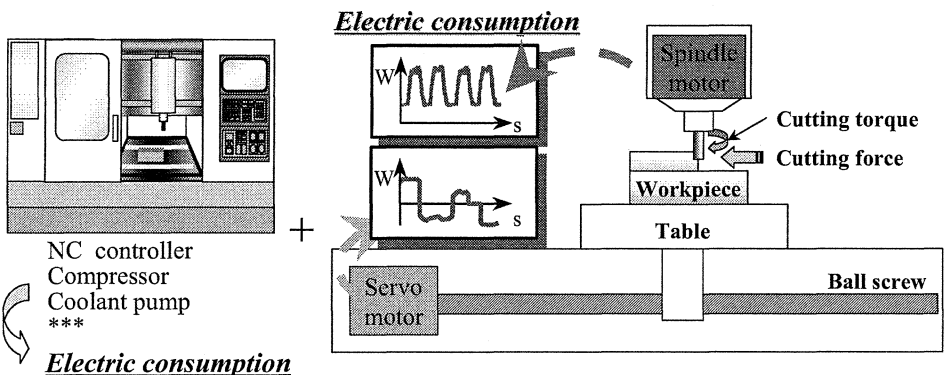 Electric consumption
W
s
W
s
Spindle
motor
Cutting torque
Cutting force
Workpiece
Table
Ball screw
Servo
motor
+
NC controller
Compressor
Coolant pump
***
Electric consumption